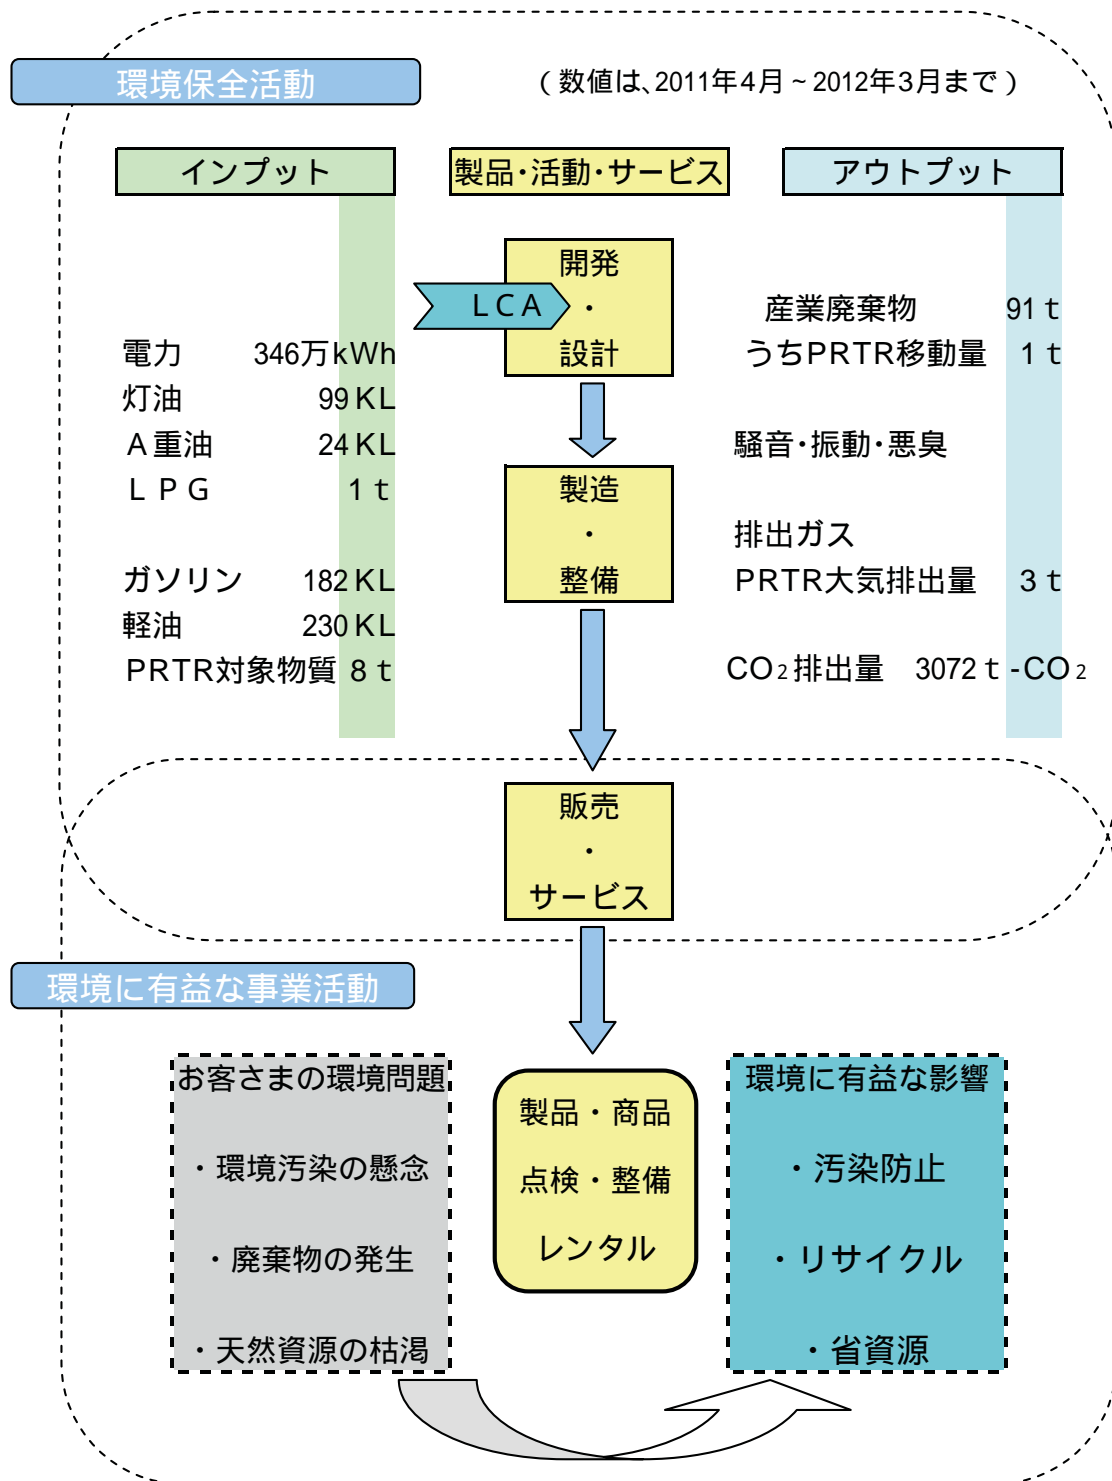 環境保全活動
（数値は、2011年4月～2012年3月まで）
インプット
製品・活動・サービス
アウトプット
電力 346万kWh
灯油 99KL
A重油 24KL
LPG 1t
ガソリン 182KL
軽油 230KL
PRTR対象物質 8t
LCA
開発
・
設計
製造
・
整備
産業廃棄物 91t
うちPRTR移動量 1t
騒音・振動・悪臭
排出ガス
PRTR大気排出量 3t
CO2排出量 3072t-CO2
販売
・
サービス
環境に有益な事業活動
お客さまの環境問題
・環境汚染の懸念
・廃棄物の発生
・天然資源の枯渇
製品・商品
点検・整備
レンタル
環境に有益な影響
・汚染防止
・リサイクル
・省資源